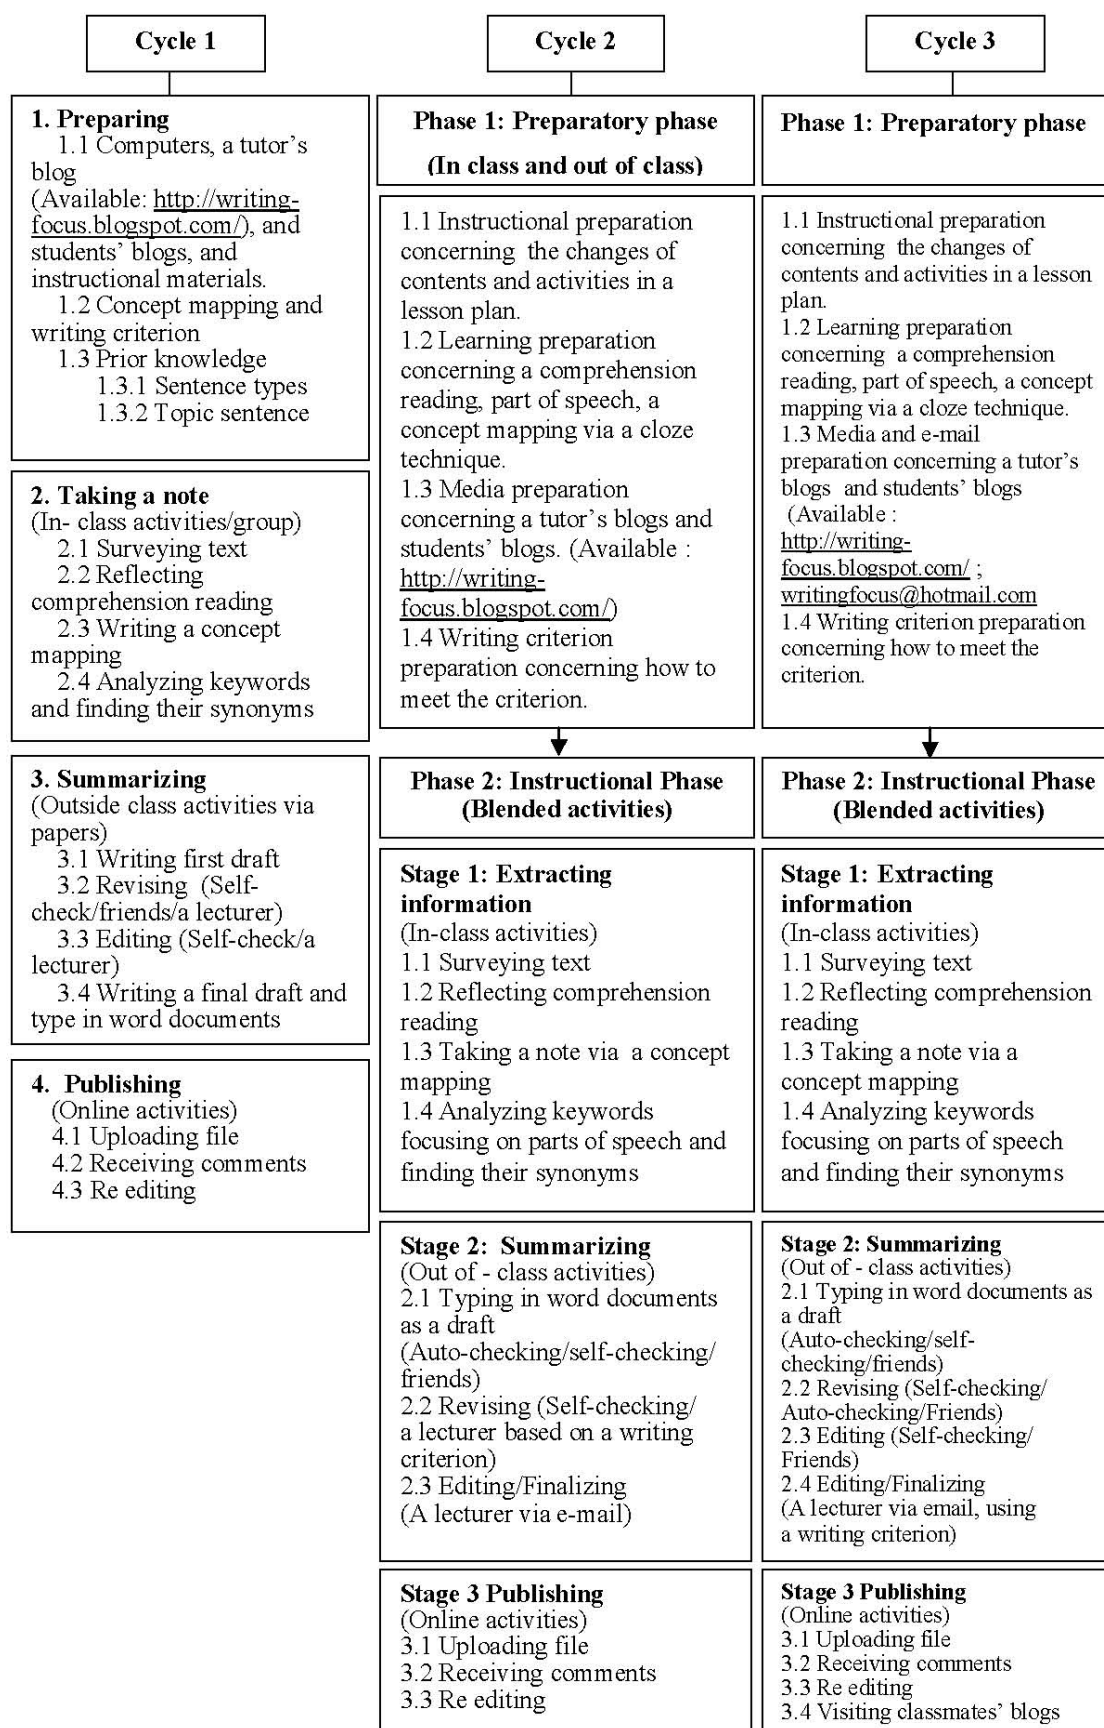 Cycle 1
1. Preparing
1.1 Computers, a tutor's
blog
(Available: http://writing-
focus.blogspot.com/), and
students' blogs, and
instructional materials.
1.2 Concept mapping and
writing criterion
1.3 Prior knowledge
1.3.1 Sentence types
1.3.2 Topic sentence
2. Taking a note
(In- class activities/group)
2.1 Surveying text
2.2 Reflecting
comprehension reading
2.3 Writing a concept
mapping
2.4 Analyzing keywords
and finding their synonyms
3. Summarizing
(Outside class activities via
papers)
3.1 Writing first draft
3.2 Revising (Self-
check/friends/a lecturer)
3.3 Editing (Self-check/a
lecturer)
3.4 Writing a final draft and
type in word documents
4. Publishing
(Online activities)
4.1 Uploading file
4.2 Receiving comments
4.3 Re editing
Cycle 2
Phase 1: Preparatory phase
(In class and out of class)
1.1 Instructional preparation
concerning the changes of
contents and activities in a
lesson plan.
1.2 Learning preparation
concerning a comprehension
reading, part of speech, a
concept mapping via a cloze
technique.
1.3 Media preparation
concerning a tutor's blogs and
students' blogs. (Available :
http://writing-
focus.blogspot.com/)
1.4 Writing criterion
preparation concerning how to
meet the criterion.
Phase 2: Instructional Phase
(Blended activities)
Stage 1: Extracting
information
(In-class activities)
1.1 Surveying text
1.2 Reflecting comprehension
reading
1.3 Taking a note via a concept
mapping
1.4 Analyzing keywords
focusing on parts of speech and
finding their synonyms
Stage 2: Summarizing
(Out of - class activities)
2.1 Typing in word documents
as a draft
(Auto-checking/self-checking/
friends)
2.2 Revising (Self-checking/
a lecturer based on a writing
criterion)
2.3 Editing/Finalizing
(A lecturer via e-mail)
Stage 3 Publishing
(Online activities)
3.1 Uploading file
3.2 Receiving comments
3.3 Re editing
Cycle 3
Phase 1: Preparatory phase
1.1 Instructional preparation
concerning the changes of
contents and activities in a lesson
plan.
1.2 Learning preparation
concerning a comprehension
reading, part of speech, a concept
mapping via a cloze technique.
1.3 Media and e-mail
preparation concerning a tutor's
blogs and students' blogs
(Available :
http://writing-
focus.blogspot.com/ ;
writingfocus@hotmail.com
1.4 Writing criterion preparation
concerning how to meet the
criterion.
Phase 2: Instructional Phase
(Blended activities)
Stage 1: Extracting
information
(In-class activities)
1.1 Surveying text
1.2 Reflecting comprehension
reading
1.3 Taking a note via a
concept mapping
1.4 Analyzing keywords
focusing on parts of speech
and finding their synonyms
Stage 2: Summarizing
(Out of - class activities)
2.1 Typing in word documents as
a draft
(Auto-checking/self-
checking/friends)
2.2 Revising (Self-checking/
Auto-checking/Friends)
2.3 Editing (Self-checking/
Friends)
2.4 Editing/Finalizing
(A lecturer via email, using
a writing criterion)
Stage 3 Publishing
(Online activities)
3.1 Uploading file
3.2 Receiving comments
3.3 Re editing
3.4 Visiting classmates' blogs